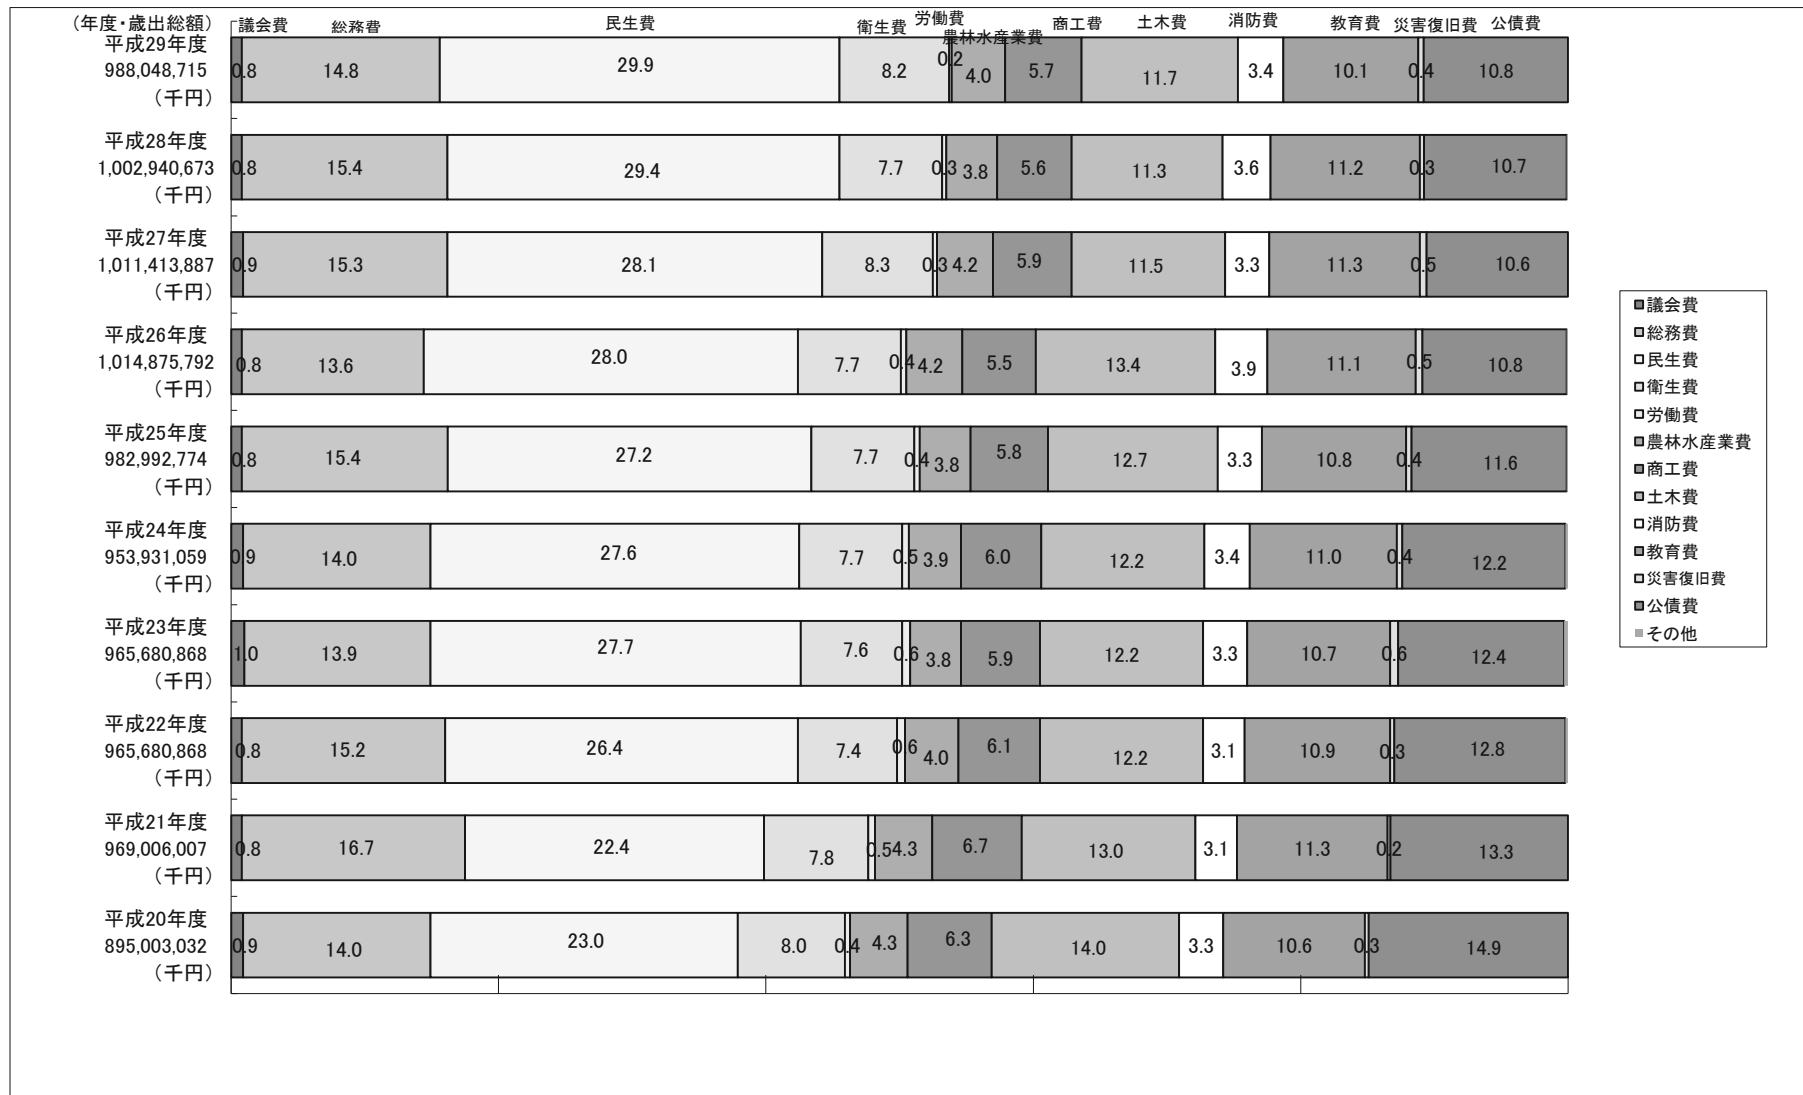 （年度・歳出総額） 議会費 総務費 民生費 衛生費 労働費 農林水産業費 商工費 土木費 消防費 教育費 災害復旧費 公債費
平成29年度
988,048,715
（千円）
0.8 14.8 29.9 8.2 0.2 4.0 5.7 11.7 3.4 10.1 0.4 10.8
平成28年度
1,002,940,673
（千円）
0.8 15.4 29.4 7.7 0.3 3.8 5.6 11.3 3.6 11.2 0.3 10.7
平成27年度
1,011,413,887
（千円）
0.9 15.3 28.1 8.3 0.3 4.2 5.9 11.5 3.3 11.3 0.5 10.6
平成26年度
1,014,875,792
（千円）
0.8 13.6 28.0 7.7 0.4 4.2 5.5 13.4 3.9 11.1 0.5 10.8
平成25年度
982,992,774
（千円）
0.8 15.4 27.2 7.7 0.4 3.8 5.8 12.7 3.3 10.8 0.4 11.6
平成24年度
953,931,059
（千円）
0.9 14.0 27.6 7.7 0.5 3.9 6.0 12.2 3.4 11.0 0.4 12.2
平成23年度
965,680,868
（千円）
1.0 13.9 27.7 7.6 0.6 3.8 5.9 12.2 3.3 10.7 0.6 12.4
平成22年度
965,680,868
（千円）
0.8 15.2 26.4 7.4 0.6 4.0 6.1 12.2 3.1 10.9 0.3 12.8
平成21年度
969,006,007
（千円）
0.8 16.7 22.4 7.8 0.5 4.3 6.7 13.0 3.1 11.3 0.2 13.3
平成20年度
895,003,032
（千円）
0.9 14.0 23.0 8.0 0.4 4.3 6.3 14.0 3.3 10.6 0.3 14.9
議会費
総務費
民生費
衛生費
労働費
農林水産業費
商工費
土木費
消防費
教育費
災害復旧費
公債費
その他